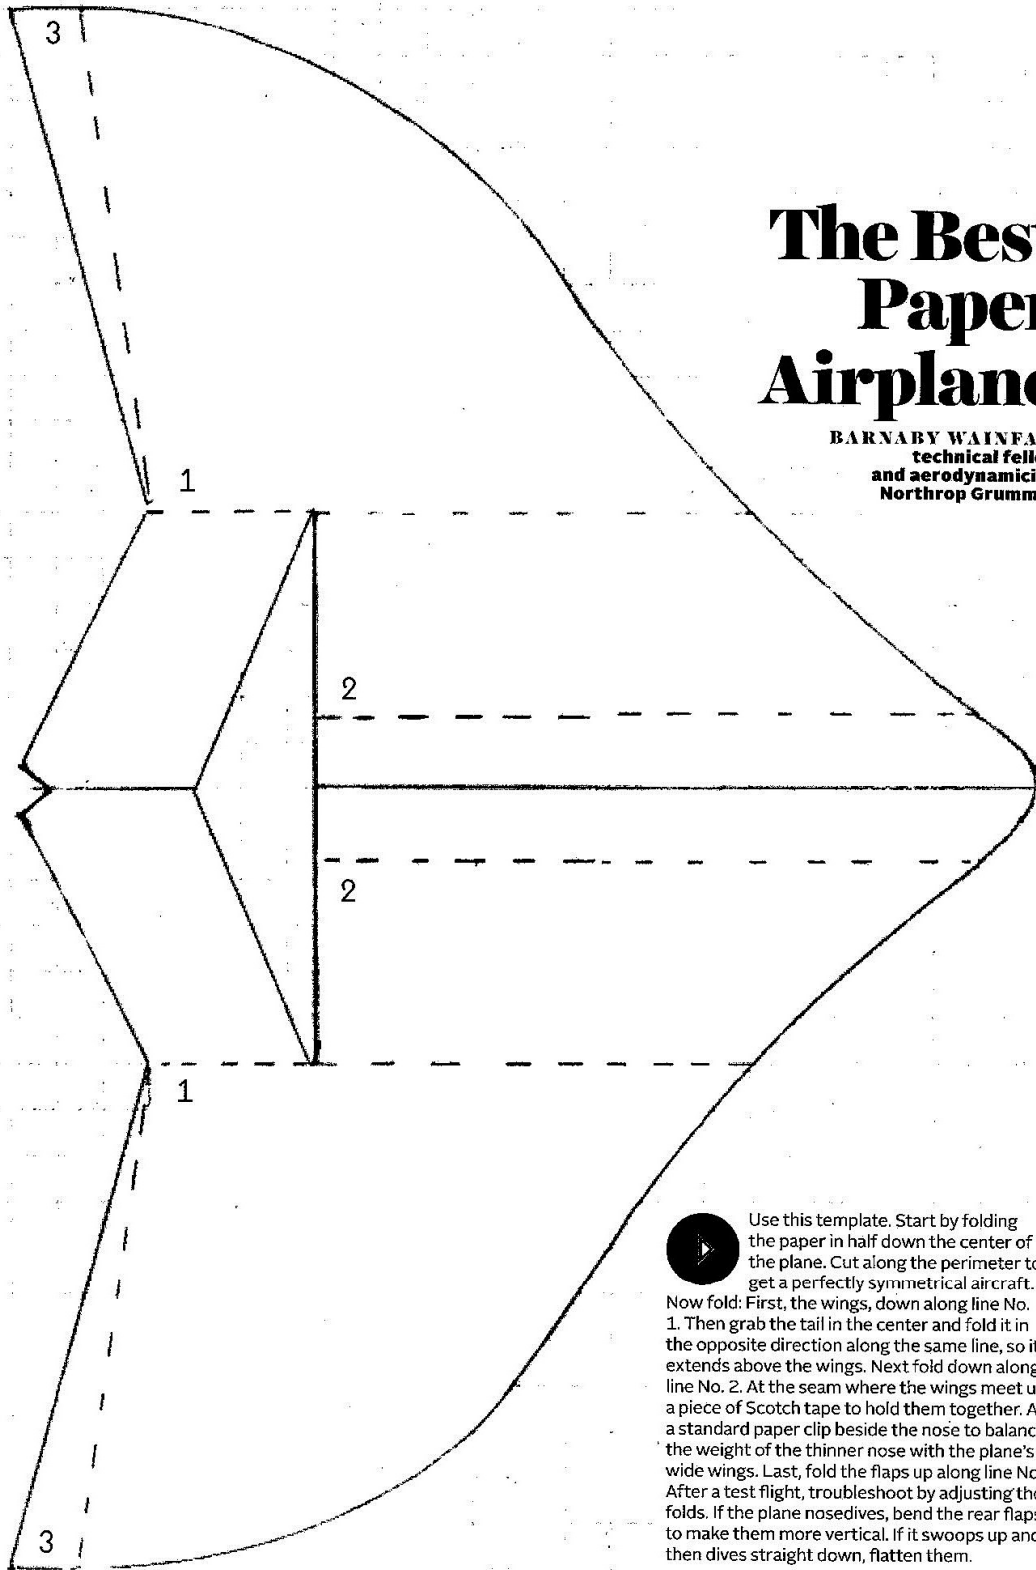 3
The Best
Paper
Airplane
BARNABY WAINFA
technical fell
and aerodynamici
Northrop Grumm
1
2
2
1
Use this template. Start by folding
the paper in half down the center of
the plane. Cut along the perimeter to
get a perfectly symmetrical aircraft.
Now fold: First, the wings, down along line No.
1. Then grab the tail in the center and fold it in
the opposite direction along the same line, so it
extends above the wings. Next fold down along
line No. 2. At the seam where the wings meet u
a piece of Scotch tape to hold them together. A
a standard paper clip beside the nose to balanc
the weight of the thinner nose with the plane's
wide wings. Last, fold the flaps up along line No
After a test flight, troubleshoot by adjusting the
folds. If the plane nosedives, bend the rear flaps
to make them more vertical. If it swoops up and
then dives straight down, flatten them.
3